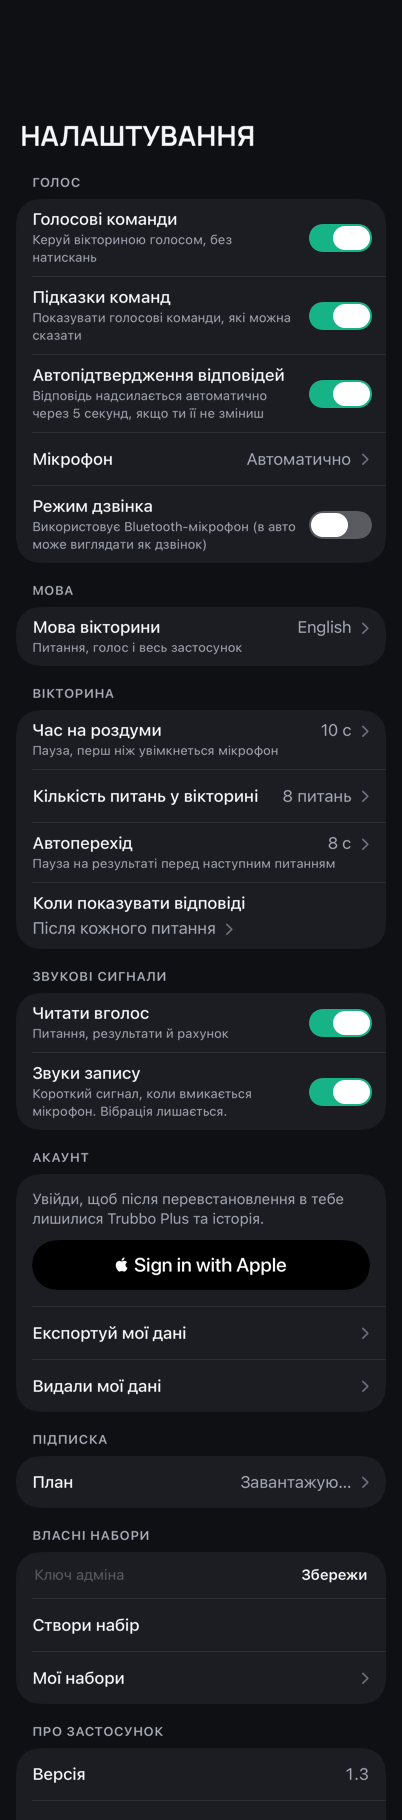 НАЛАШТУВАННЯ
ГОЛОС
Голосові команди
Керуй вікториною голосом, без
натискань
Підказки команд
Показувати голосові команди, які можна
сказати
Автопідтвердження відповідей
Відповідь надсилається автоматично
через 5 секунд, якщо ти її не зміниш
Мікрофон Автоматично
Режим дзвінка
Використовує Bluetooth-мікрофон (в авто
може виглядати як дзвінок)
МОВА
Мова вікторини English
Питання, голос і весь застосунок
ВІКТОРИНА
Час на роздуми 10 с
Пауза, перш ніж увімкнеться мікрофон
Кількість питань у вікторині 8 питань
Автоперехід 8 с
Пауза на результаті перед наступним питанням
Коли показувати відповіді
Після кожного питання
ЗВУКОВІ СИГНАЛИ
Читати вголос
Питання, результати й рахунок
Звуки запису
Короткий сигнал, коли вмикається
мікрофон. Вібрація лишається.
АКАУНТ
Увійди, щоб після перевстановлення в тебе
лишилися Trubbo Plus та історія.
Sign in with Apple
Експортуй мої дані
Видали мої дані
ПІДПИСКА
План Завантажую...
ВЛАСНІ НАБОРИ
Ключ адміна Збережи
Створи набір
Мої набори
ПРО ЗАСТОСУНОК
Версія 1.3